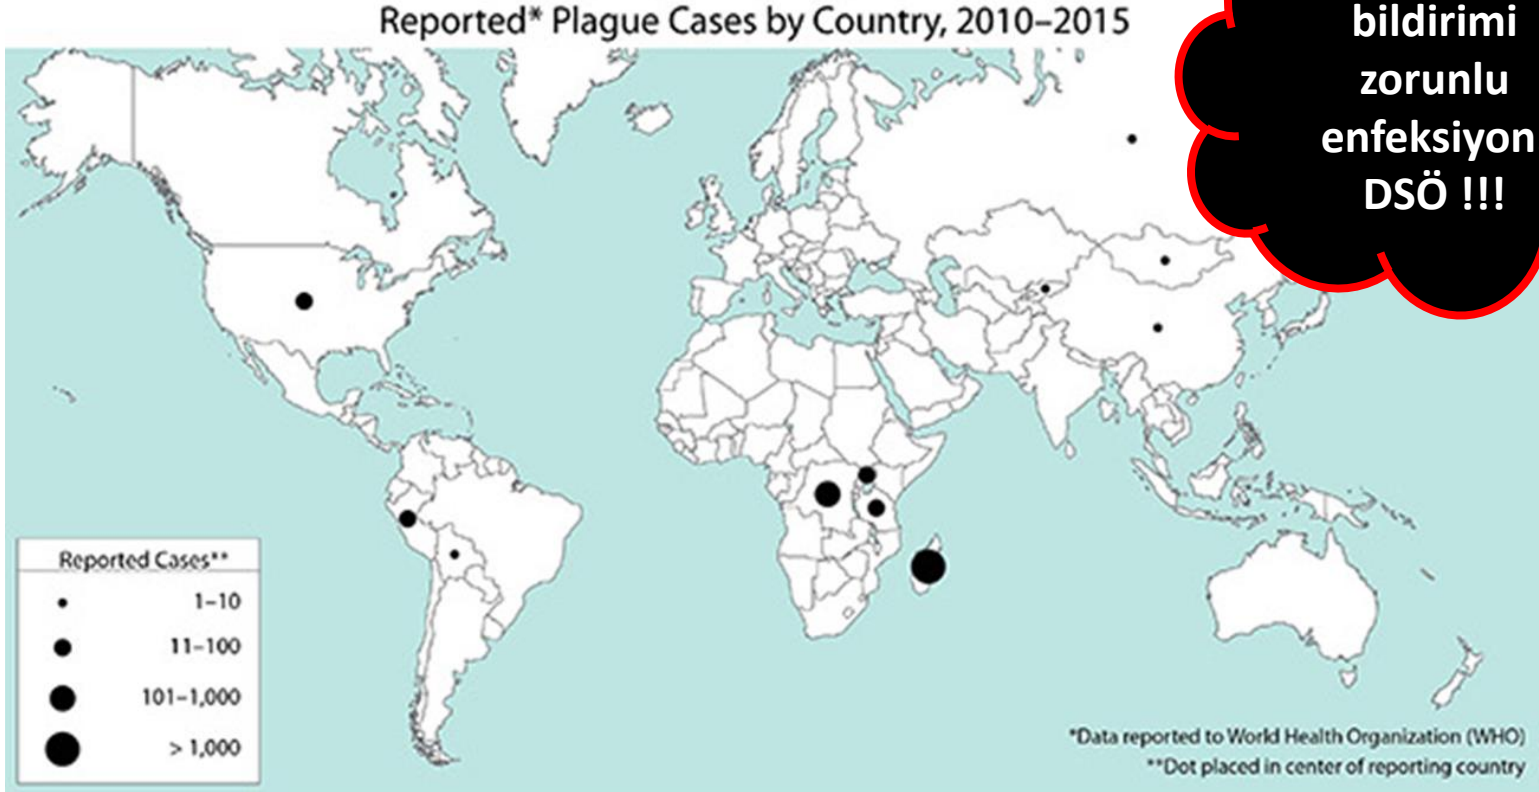 Reported* Plague Cases by Country, 2010–2015
bildirimi
zorunlu
enfeksiyon
DSÖ !!!
Reported Cases**
1–10
11–100
101–1,000
> 1,000
*Data reported to World Health Organization (WHO)
**Dot placed in center of reporting country